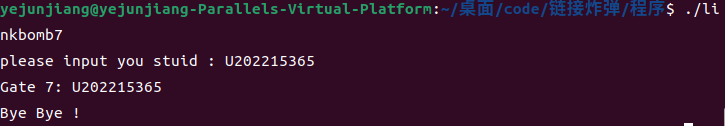 yejunjiang@yejunjiang-Parallels-Virtual-Platform:~/桌面/code/链接炸弹/程序$ ./li
nkbomb7
please input you stuid : U202215365
Gate 7: U202215365
Bye Bye !